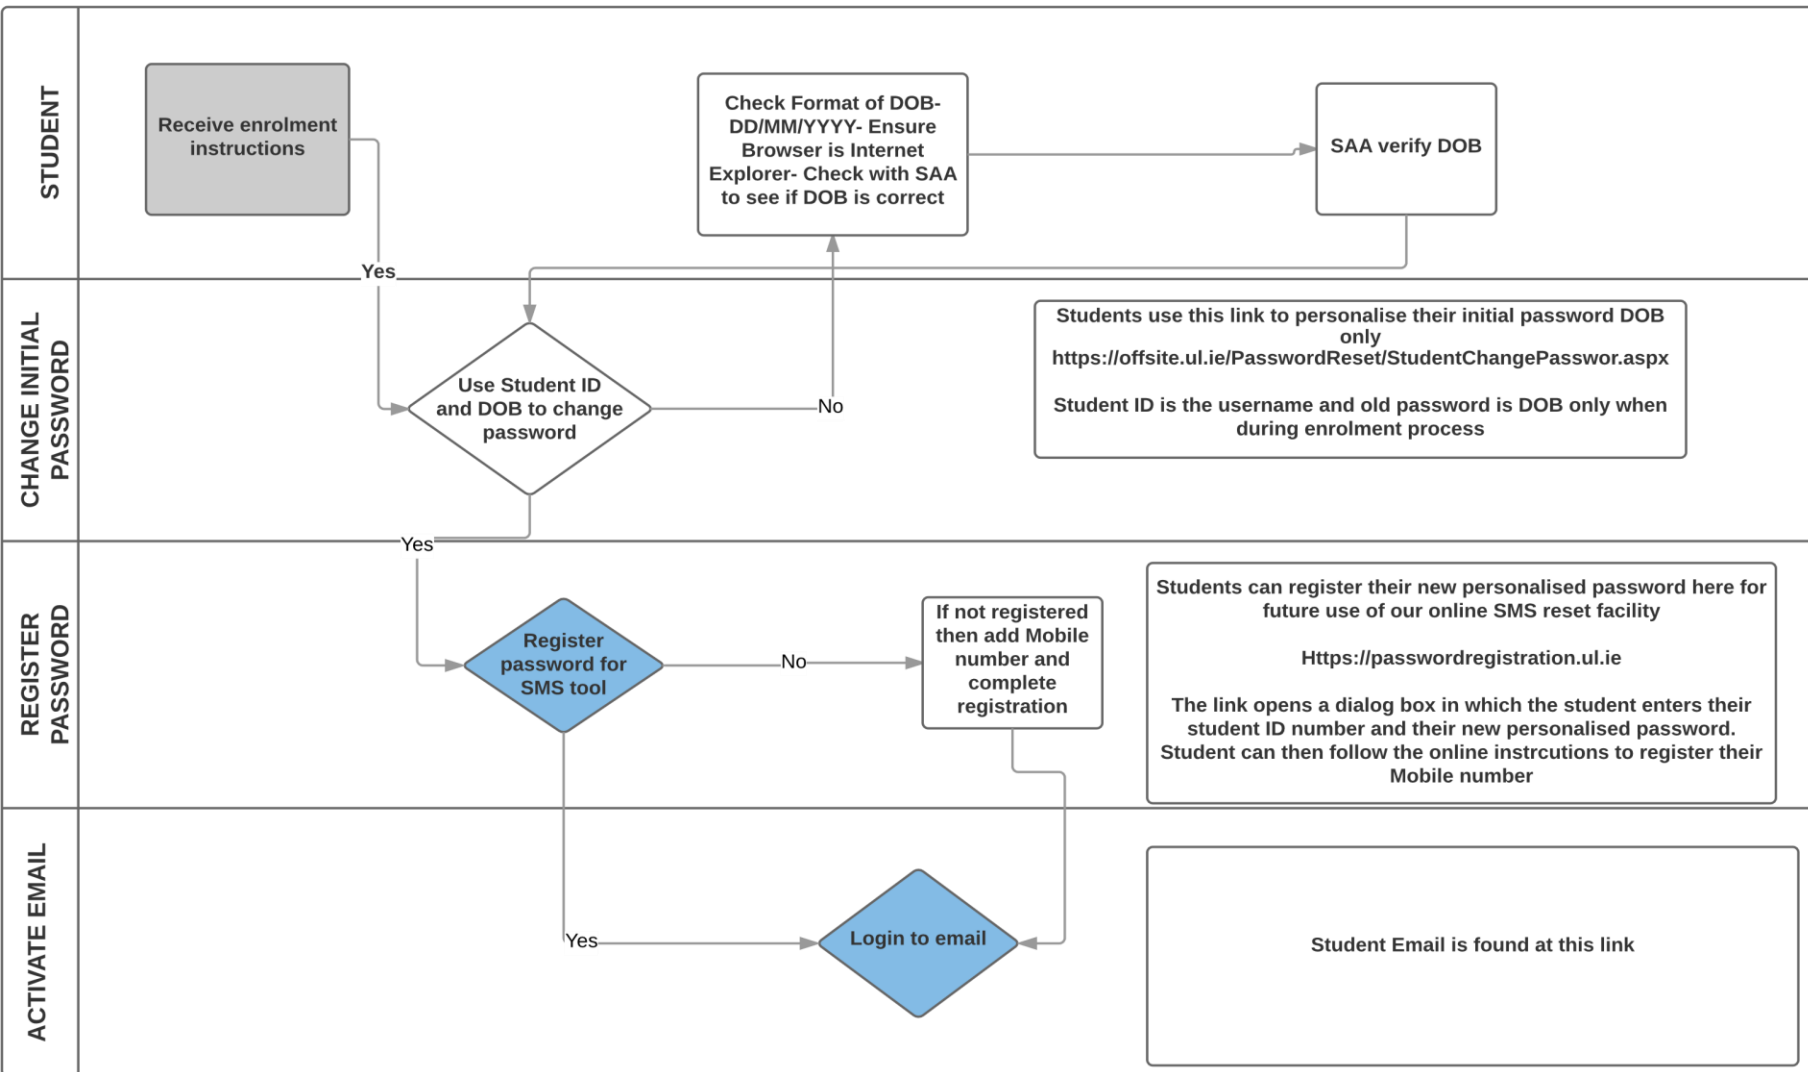 STUDENT
Receive enrolment
instructions
Check Format of DOB-
DD/MM/YYYY- Ensure
Browser is Internet
Explorer- Check with SAA
to see if DOB is correct
SAA verify DOB
Yes
CHANGE INITIAL
PASSWORD
Use Student ID
and DOB to change
password
No
Students use this link to personalise their initial password DOB
only
https://offsite.ul.ie/PasswordReset/StudentChangePasswor.aspx
Student ID is the username and old password is DOB only when
during enrolment process
Yes
REGISTER
PASSWORD
Register
password for
SMS tool
No
If not registered
then add Mobile
number and
complete
registration
Students can register their new personalised password here for
future use of our online SMS reset facility
Https://passwordregistration.ul.ie
The link opens a dialog box in which the student enters their
student ID number and their new personalised password.
Student can then follow the online instrcutions to register their
Mobile number
ACTIVATE EMAIL
Yes
Login to email
Student Email is found at this link